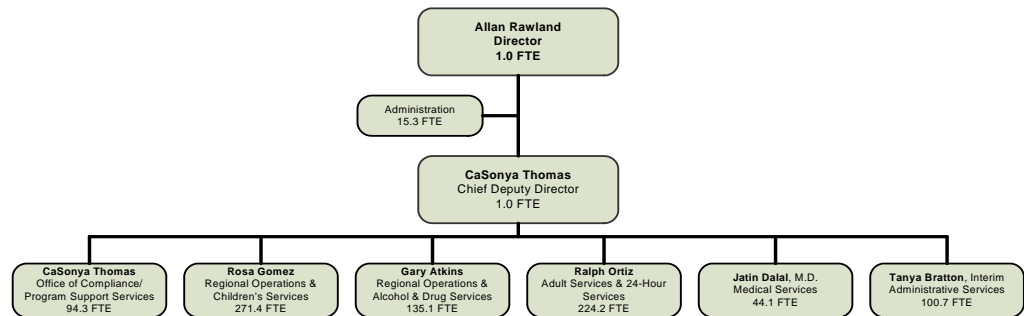 Allan Rawland
Director
1.0 FTE
Administration
15.3 FTE
CaSonya Thomas
Chief Deputy Director
1.0 FTE
CaSonya Thomas
Office of Compliance/
Program Support Services
94.3 FTE
Rosa Gomez
Regional Operations &
Children's Services
271.4 FTE
Gary Atkins
Regional Operations &
Alcohol & Drug Services
135.1 FTE
Ralph Ortiz
Adult Services & 24-Hour
Services
224.2 FTE
Jatin Dalal, M.D.
Medical Services
44.1 FTE
Tanya Bratton, Interim
Administrative Services
100.7 FTE